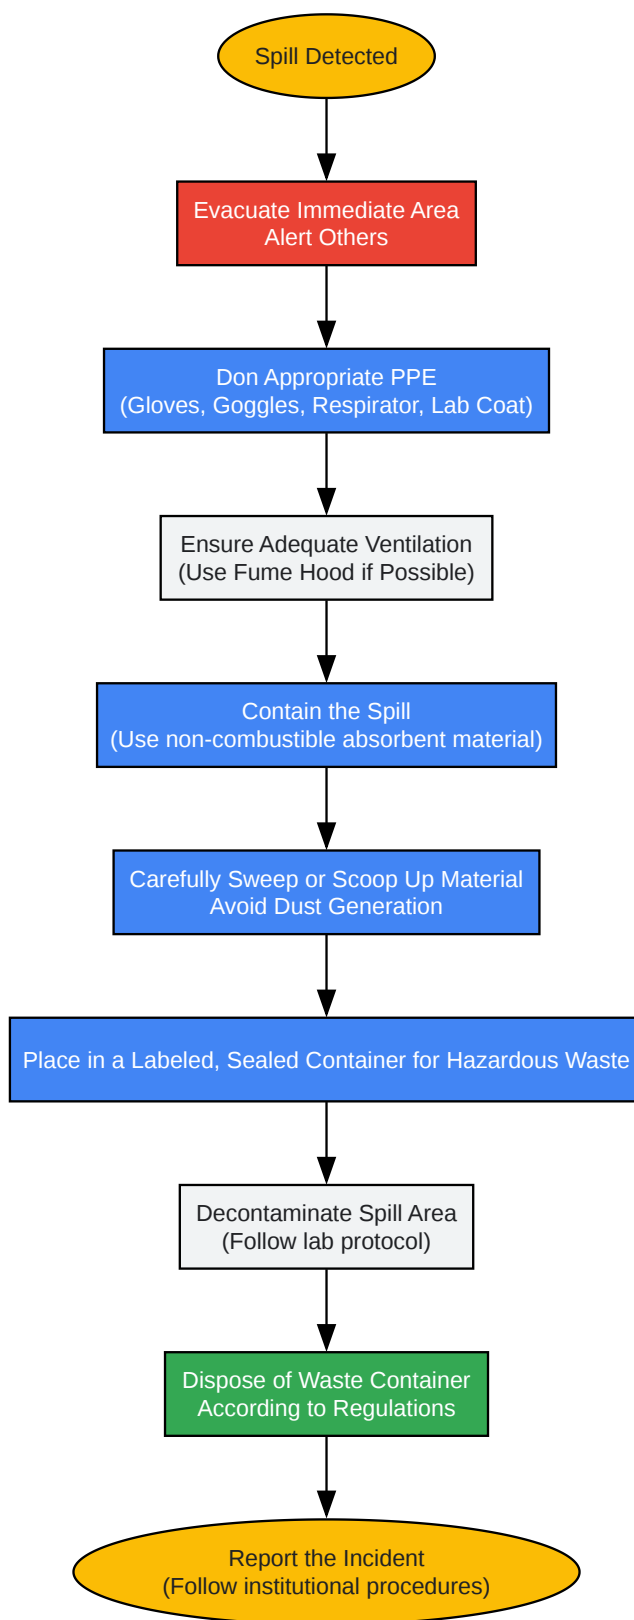 Spill Detected
Evacuate Immediate Area
Alert Others
Don Appropriate PPE
(Gloves, Goggles, Respirator, Lab Coat)
Ensure Adequate Ventilation
(Use Fume Hood if Possible)
Contain the Spill
(Use non-combustible absorbent material)
Carefully Sweep or Scoop Up Material
Avoid Dust Generation
Place in a Labeled, Sealed Container for Hazardous Waste
Decontaminate Spill Area
(Follow lab protocol)
Dispose of Waste Container
According to Regulations
Report the Incident
(Follow institutional procedures)